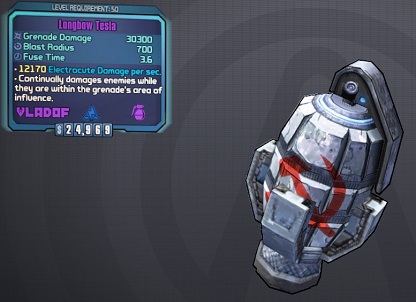 LEVEL REQUIREMENT: 50
Longbow Tesla
Grenade Damage 30300
Blast Radius 700
Fuse Time 3.6
• 12170 Electrocute Damage per sec.
• Continually damages enemies while
they are within the grenade's area of
influence.
VLADOF
$ 24,969